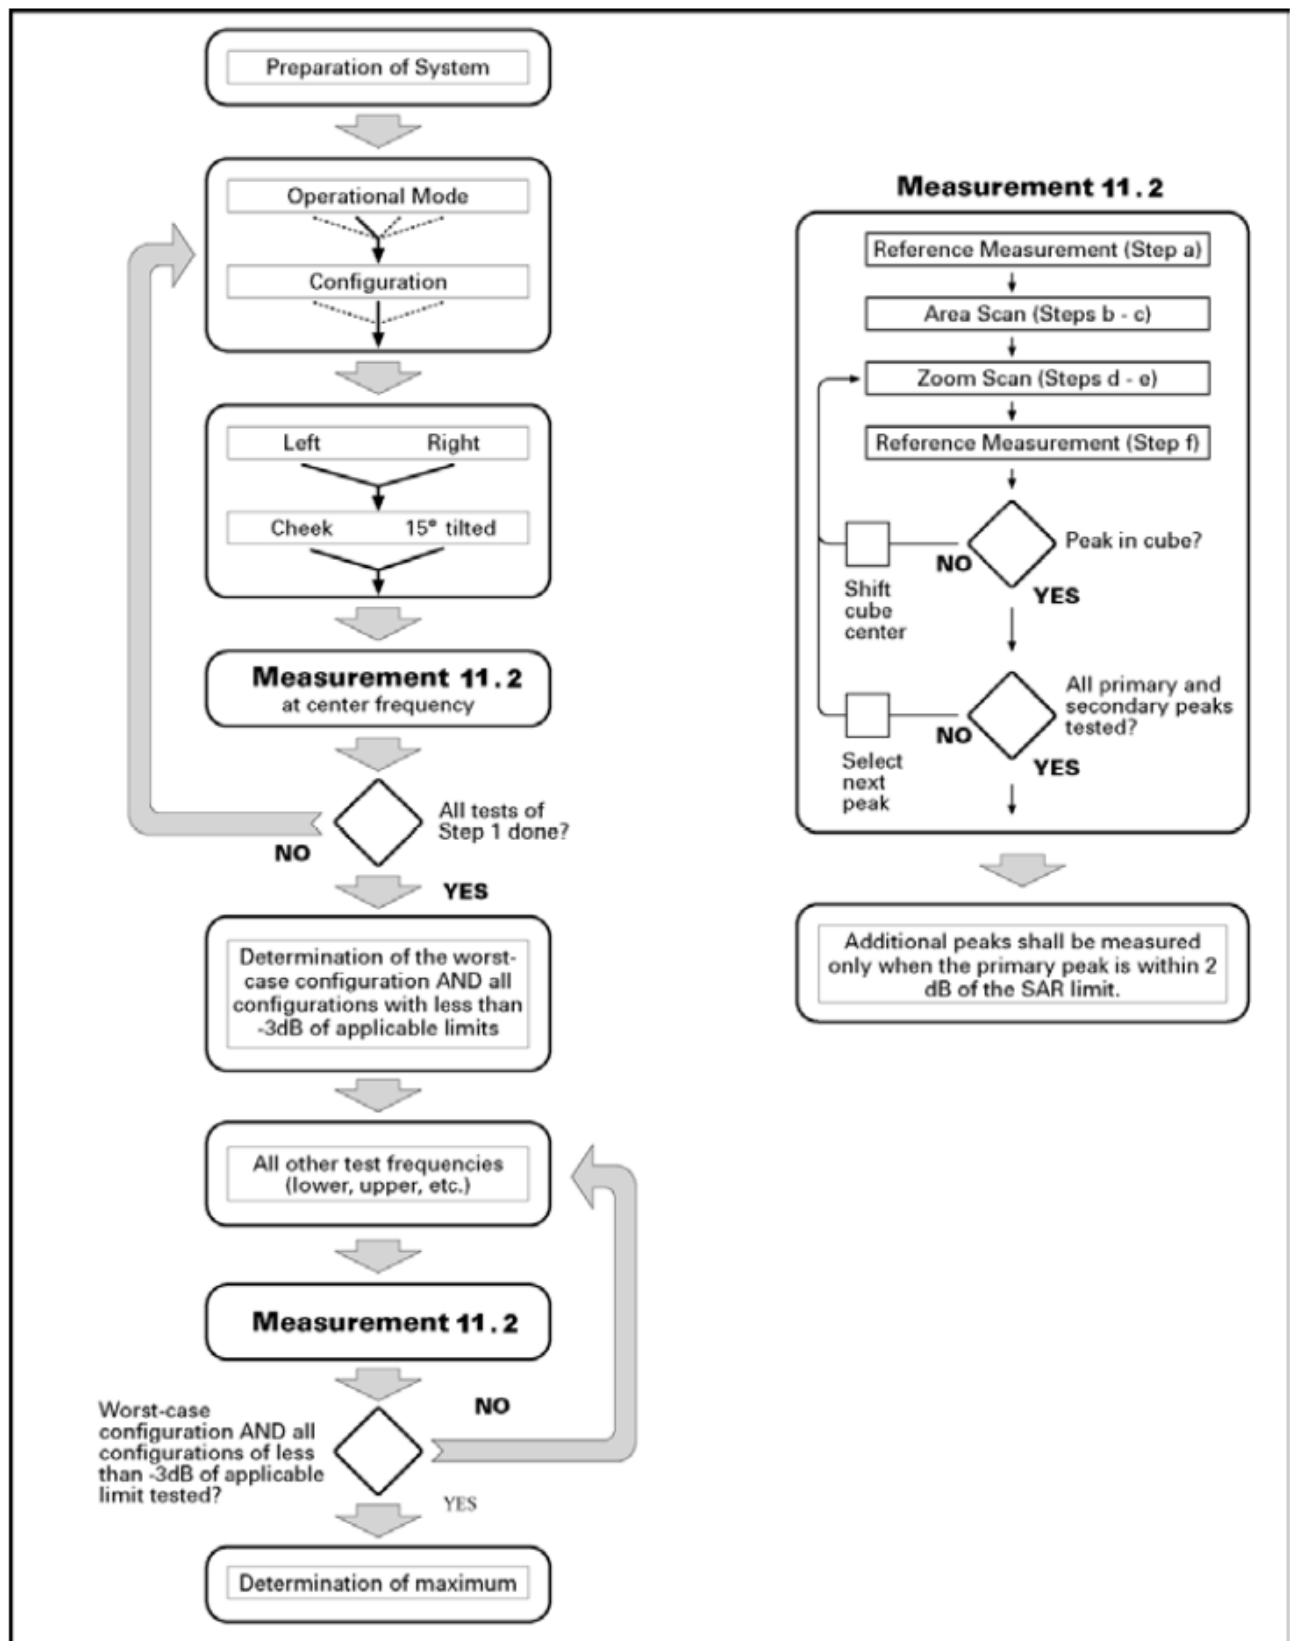 Preparation of System
Operational Mode
Configuration
Left Right
Cheek 15° tilted
Measurement 11.2
at center frequency
All tests of
Step 1 done?
NO
YES
Determination of the worst-
case configuration AND all
configurations with less than
-3dB of applicable limits
All other test frequencies
(lower, upper, etc.)
Measurement 11.2
NO
Worst-case
configuration AND all
configurations of less
than -3dB of applicable
limit tested?
YES
Determination of maximum
Measurement 11.2
Reference Measurement (Step a)
Area Scan (Steps b - c)
Zoom Scan (Steps d - e)
Reference Measurement (Step f)
Peak in cube?
NO
Shift
cube
center
YES
All primary and
secondary peaks
tested?
NO
Select
next
peak
YES
Additional peaks shall be measured
only when the primary peak is within 2
dB of the SAR limit.